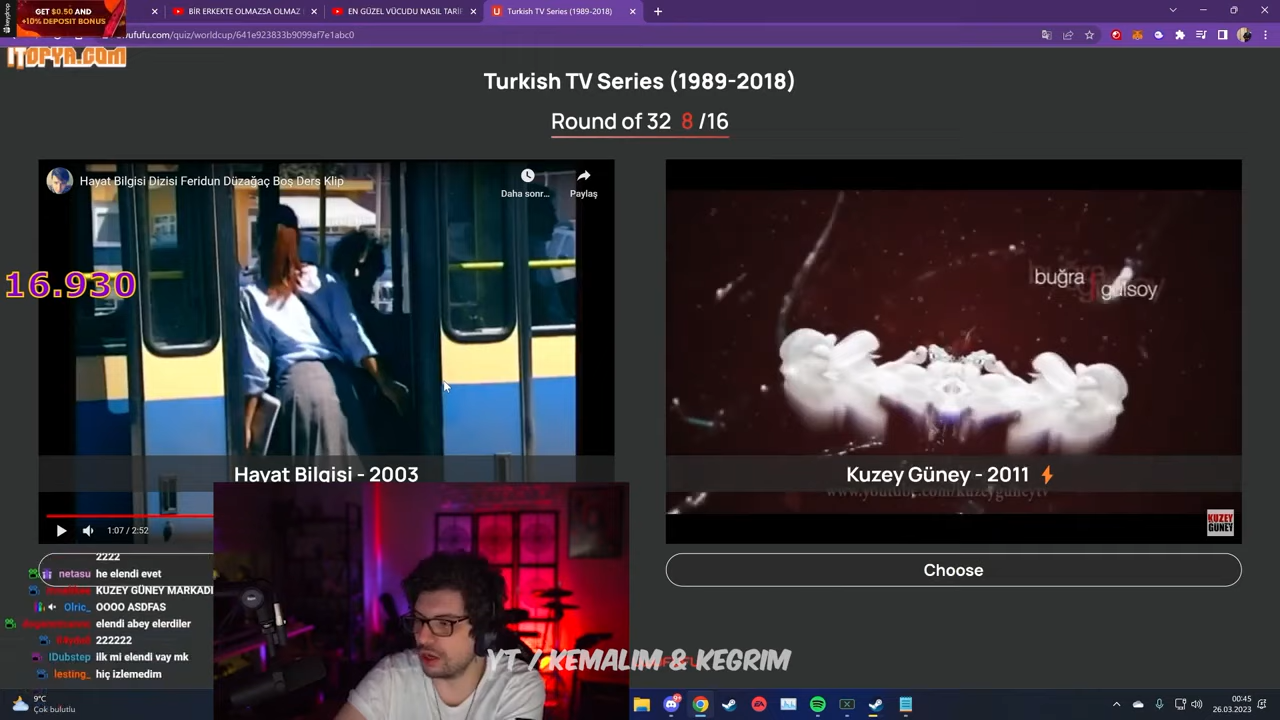 GET $0.50 AND
+10% DEPOSIT BONUS
keydrop
BİR ERKEKTE OLMAZSA OLMAZ
EN GÜZEL VÜCUDU NASIL TARİF
Turkish TV Series (1989-2018)
ufufu.com/quiz/worldcup/641e923833b9099af7e1abc0
ITOPYA.COM
Turkish TV Series (1989-2018)
Round of 32 8 /16
Hayat Bilgisi Dizisi Feridun Düzağaç Boş Ders Klip
Daha sonr...
Paylaş
16.930
buğra gülsoy
Hayat Bilgisi - 2003
Kuzey Güney - 2011
www.youtube.com/kuzeyguneytv
KUZEY
GÜNEY
1:07 / 2:52
Choose
2222
netasu he elendi evet
KUZEY GÜNEY MARKADI
Olric_ OOOO ASDFAS
elendi abey elerdiler
222222
IDubstep ilk mi elendi vay mk
lesting_ hiç izlemedim
YT / KEMALIM & KEGRIM
9°C
Çok bulutlu
00:45
26.03.2023